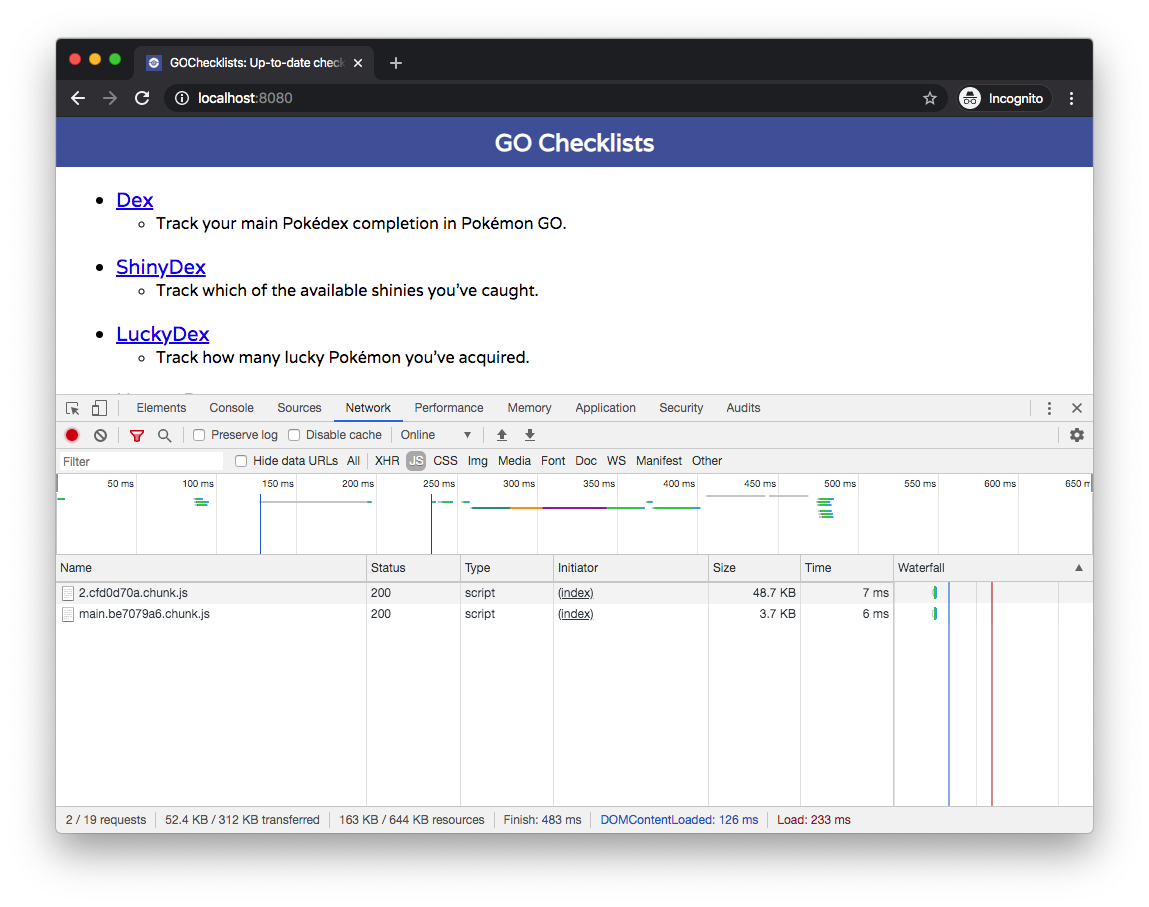 GOChecklists: Up-to-date check
localhost:8080
Incognito
GO Checklists
Dex
Track your main Pokédex completion in Pokémon GO.
ShinyDex
Track which of the available shinies you’ve caught.
LuckyDex
Track how many lucky Pokémon you’ve acquired.
Elements Console Sources Network Performance Memory Application Security Audits
Preserve log Disable cache Online
Filter Hide data URLs All XHR JS CSS Img Media Font Doc WS Manifest Other
50 ms 100 ms 150 ms 200 ms 250 ms 300 ms 350 ms 400 ms 450 ms 500 ms 550 ms 600 ms 650 m
Name Status Type Initiator Size Time Waterfall
2.cfd0d70a.chunk.js 200 script (index) 48.7 KB 7 ms
main.be7079a6.chunk.js 200 script (index) 3.7 KB 6 ms
2 / 19 requests 52.4 KB / 312 KB transferred 163 KB / 644 KB resources Finish: 483 ms DOMContentLoaded: 126 ms Load: 233 ms